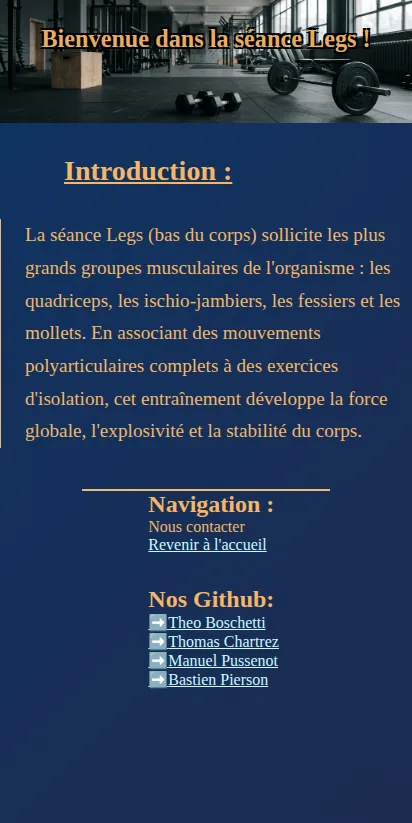 Bienvenue dans la séance Legs !
Introduction :
La séance Legs (bas du corps) sollicite les plus
grands groupes musculaires de l'organisme : les
quadriceps, les ischio-jambiers, les fessiers et les
mollets. En associant des mouvements
polyarticulaires complets à des exercices
d'isolation, cet entraînement développe la force
globale, l'explosivité et la stabilité du corps.
Navigation :
Nous contacter
Revenir à l'accueil
Nos Github:
➡️Theo Boschetti
➡️Thomas Chartrez
➡️Manuel Pussenot
➡️Bastien Pierson